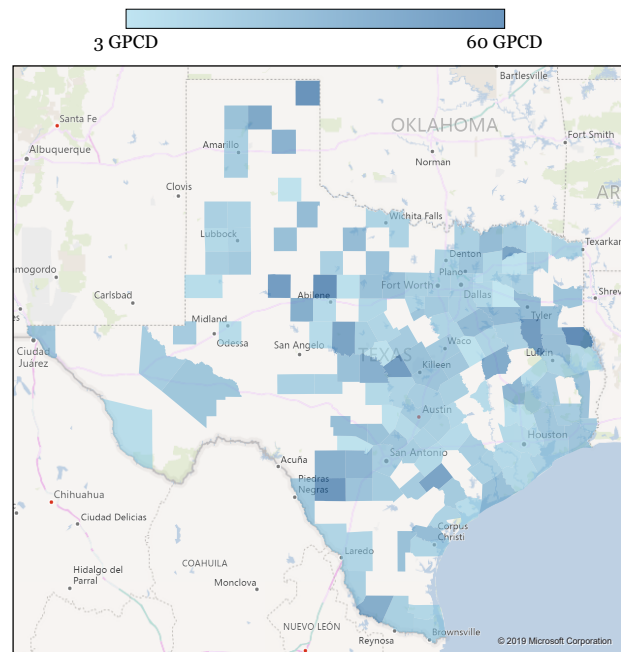 3 GPCD 60 GPCD
Bartlesville
Santa Fe
OKLAHOMA
Fort Smith
Albuquerque
Amarillo
Norman
Clovis
AR
Wichita Falls
Lubbock
Texarkan
Denton
mogordo
Plano
Carlsbad
Abilene
Fort Worth
Dallas
Shrev
Midland
Tyler
Odessa
Ciudad
Juárez
San Angelo
TEXAS
Waco
Lufkin
Killeen
Austin
Houston
Acuña
San Antonio
Piedras
Negras
Chihuahua
Ciudad Delicias
Corpus
Christi
Laredo
COAHUILA
Hidalgo del
Parral
Monclova
NUEVO LEÓN
Reynosa
Brownsville
© 2019 Microsoft Corporation